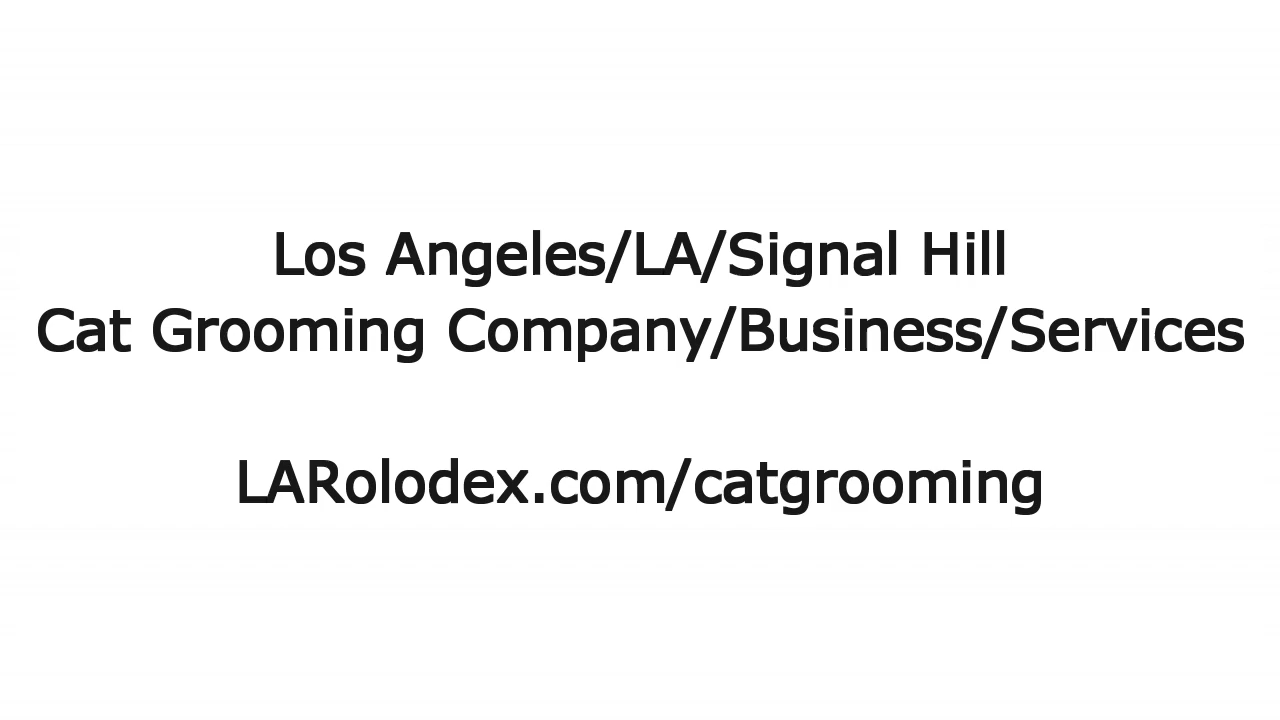 Los Angeles/LA/Signal Hill
Cat Grooming Company/Business/Services
LARolodex.com/catgrooming